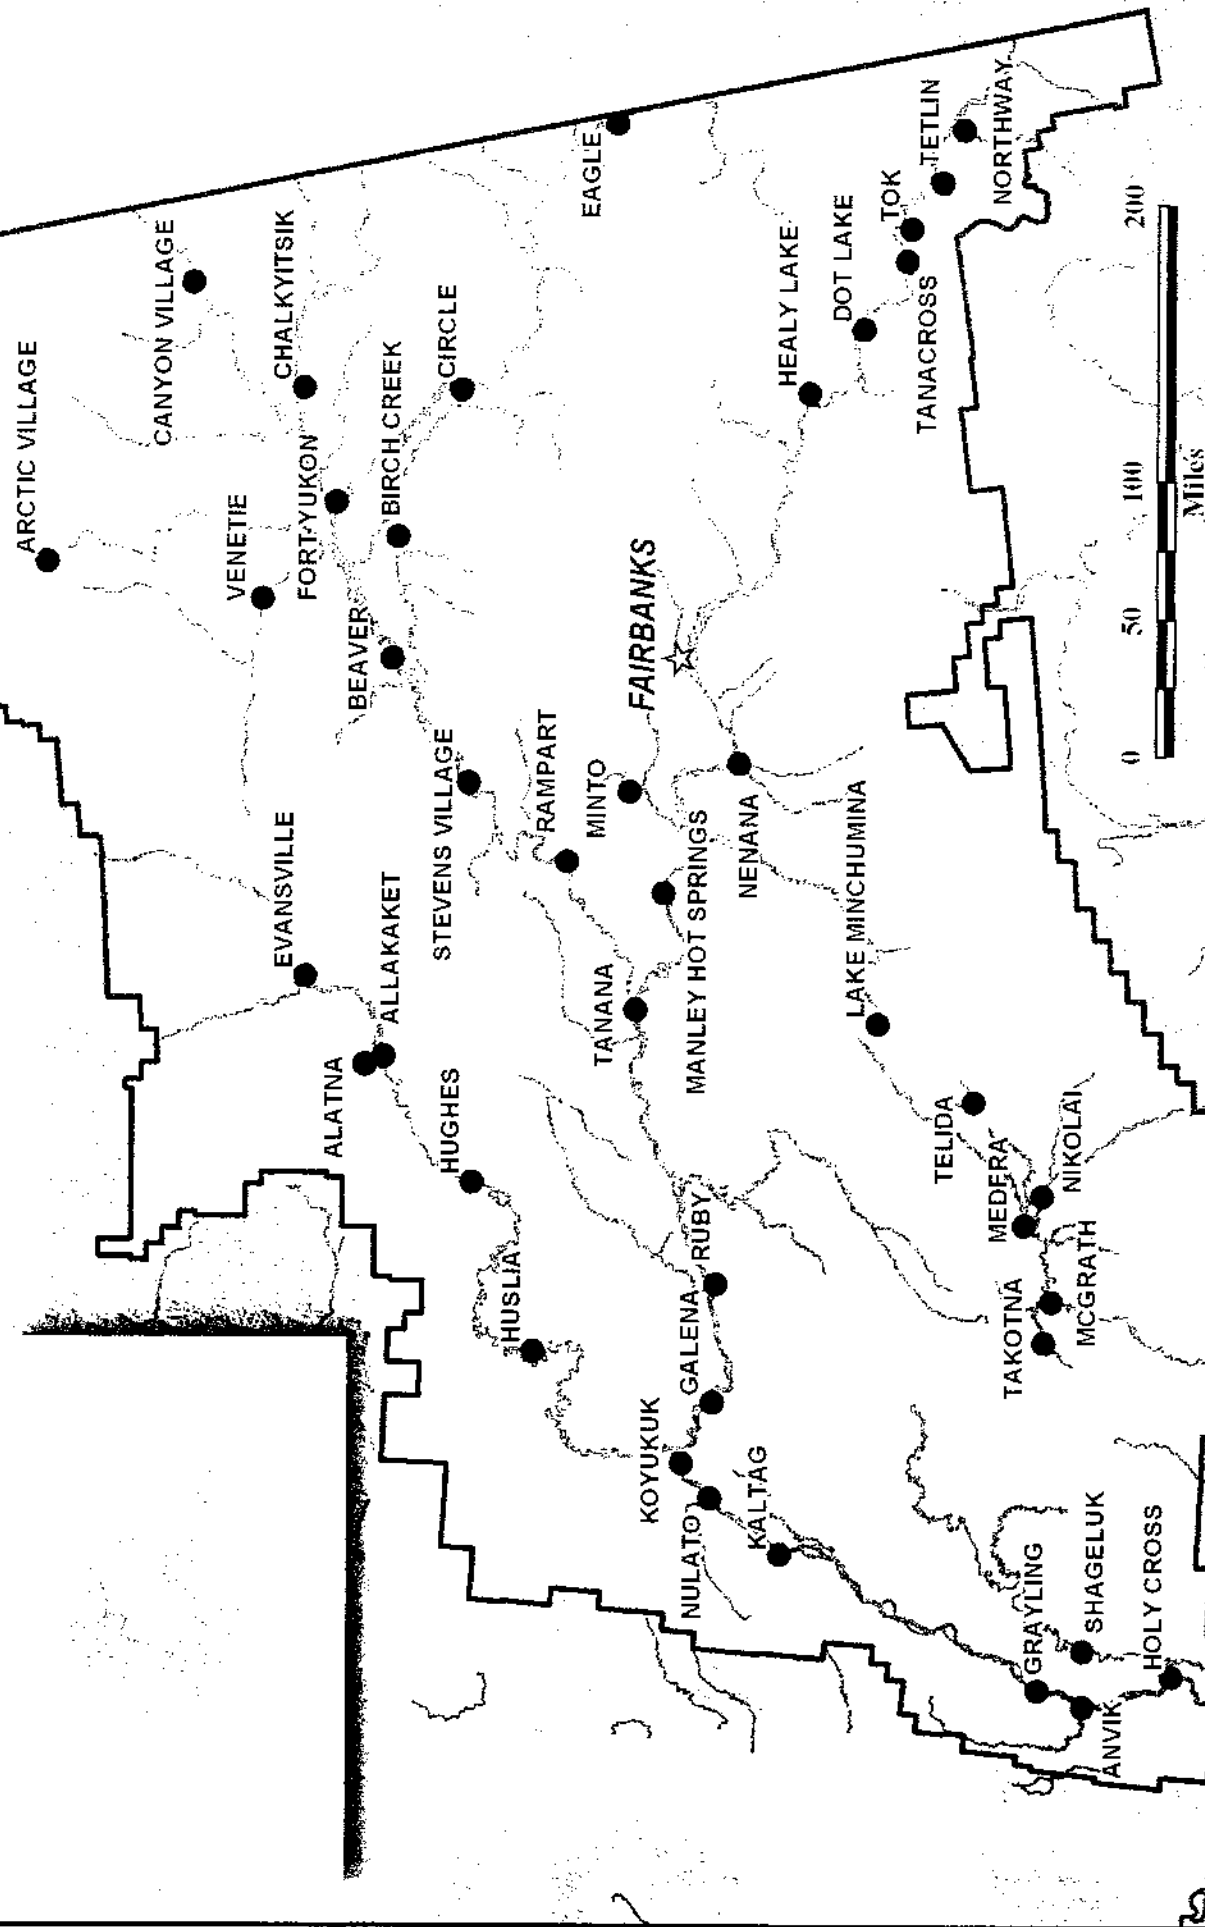 ARCTIC VILLAGE
CANYON VILLAGE
VENETIE
CHALKYITSIK
FORT YUKON
EVANSVILLE
BEAVER
BIRCH CREEK
CIRCLE
ALATNA
ALLAKAKET
HUGHES
STEVENS VILLAGE
HUSLIA
RAMPART
EAGLE
TANANA
MINTO
FAIRBANKS
KOYUKUK
GALENA
RUBY
MANLEY HOT SPRINGS
NENANA
NULATO
KALTAG
HEALY LAKE
DOT LAKE
LAKE MINCHUMINA
TOK
TANACROSS
TETLIN
TELIDA
MEDFRA
NORTHWAY
TAKOTNA
NIKOLAI
MCGRATH
GRAYLING
SHAGELUK
ANVIK
HOLY CROSS
0 50 100 200
Miles